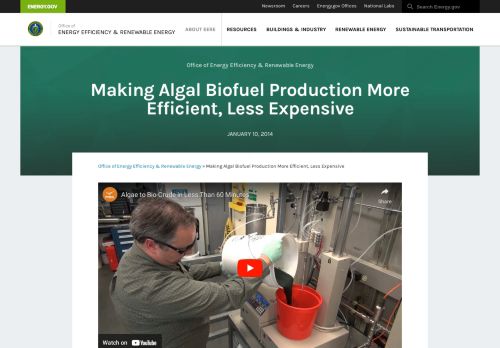 ENERGY.GOV
Newsroom Careers Energy.gov Offices National Labs Search Energy.gov
Office of
ENERGY EFFICIENCY & RENEWABLE ENERGY
ABOUT EERE RESOURCES BUILDINGS & INDUSTRY RENEWABLE ENERGY SUSTAINABLE TRANSPORTATION
Office of Energy Efficiency & Renewable Energy
Making Algal Biofuel Production More
Efficient, Less Expensive
JANUARY 10, 2014
Office of Energy Efficiency & Renewable Energy » Making Algal Biofuel Production More Efficient, Less Expensive
Algae to Bio-Crude in Less Than 60 Minutes
Share
Watch on YouTube